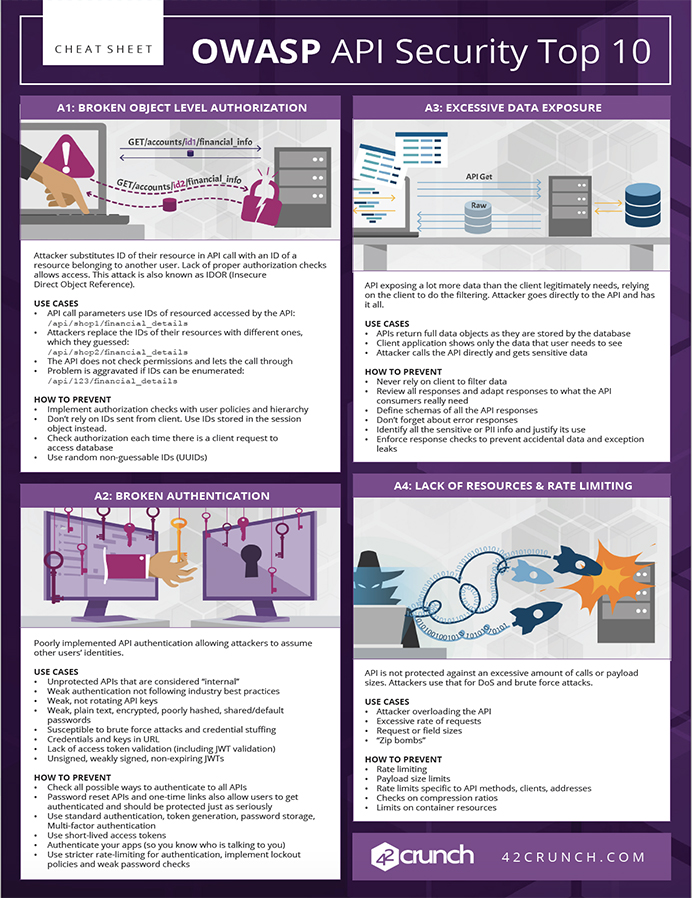 CHEAT SHEET
OWASP API Security Top 10
A1: BROKEN OBJECT LEVEL AUTHORIZATION
GET/accounts/id1/financial_info
GET/accounts/id2/financial_info
Attacker substitutes ID of their resource in API call with an ID of a
resource belonging to another user. Lack of proper authorization checks
allows access. This attack is also known as IDOR (Insecure
Direct Object Reference).
USE CASES
• API call parameters use IDs of resourced accessed by the API:
/api/shop1/financial_details
• Attackers replace the IDs of their resources with different ones,
which they guessed:
/api/shop2/financial_details
• The API does not check permissions and lets the call through
• Problem is aggravated if IDs can be enumerated:
/api/123/financial_details
HOW TO PREVENT
• Implement authorization checks with user policies and hierarchy
• Don't rely on IDs sent from client. Use IDs stored in the session
object instead.
• Check authorization each time there is a client request to
access database
• Use random non-guessable IDs (UUIDs)
A2: BROKEN AUTHENTICATION
Poorly implemented API authentication allowing attackers to assume
other users' identities.
USE CASES
• Unprotected APIs that are considered "internal"
• Weak authentication not following industry best practices
• Weak, not rotating API keys
• Weak, plain text, encrypted, poorly hashed, shared/default
passwords
• Susceptible to brute force attacks and credential stuffing
• Credentials and keys in URL
• Lack of access token validation (including JWT validation)
• Unsigned, weakly signed, non-expiring JWTs
HOW TO PREVENT
• Check all possible ways to authenticate to all APIs
• Password reset APIs and one-time links also allow users to get
authenticated and should be protected just as seriously
• Use standard authentication, token generation, password storage,
Multi-factor authentication
• Use short-lived access tokens
• Authenticate your apps (so you know who is talking to you)
• Use stricter rate-limiting for authentication, implement lockout
policies and weak password checks
A3: EXCESSIVE DATA EXPOSURE
API Get
Raw
API exposing a lot more data than the client legitimately needs, relying
on the client to do the filtering. Attacker goes directly to the API and has
it all.
USE CASES
• APIs return full data objects as they are stored by the database
• Client application shows only the data that user needs to see
• Attacker calls the API directly and gets sensitive data
HOW TO PREVENT
• Never rely on client to filter data
• Review all responses and adapt responses to what the API
consumers really need
• Define schemas of all the API responses
• Don't forget about error responses
• Identify all the sensitive or PII info and justify its use
• Enforce response checks to prevent accidental data and exception
leaks
A4: LACK OF RESOURCES & RATE LIMITING
API is not protected against an excessive amount of calls or payload
sizes. Attackers use that for DoS and brute force attacks.
USE CASES
• Attacker overloading the API
• Excessive rate of requests
• Request or field sizes
• "Zip bombs"
HOW TO PREVENT
• Rate limiting
• Payload size limits
• Rate limits specific to API methods, clients, addresses
• Checks on compression ratios
• Limits on container resources
42crunch
42CRUNCH.COM